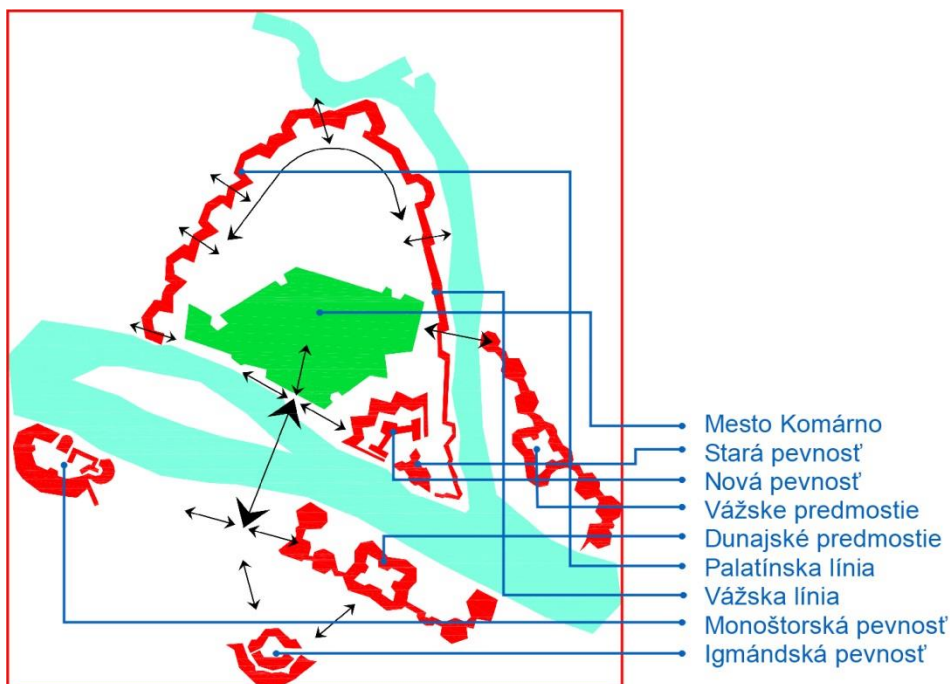 Mesto Komárno
Stará pevnosť
Nová pevnosť
Vážske predmostie
Dunajské predmostie
Palatínska línia
Vážska línia
Monoštorská pevnosť
Igmándská pevnosť